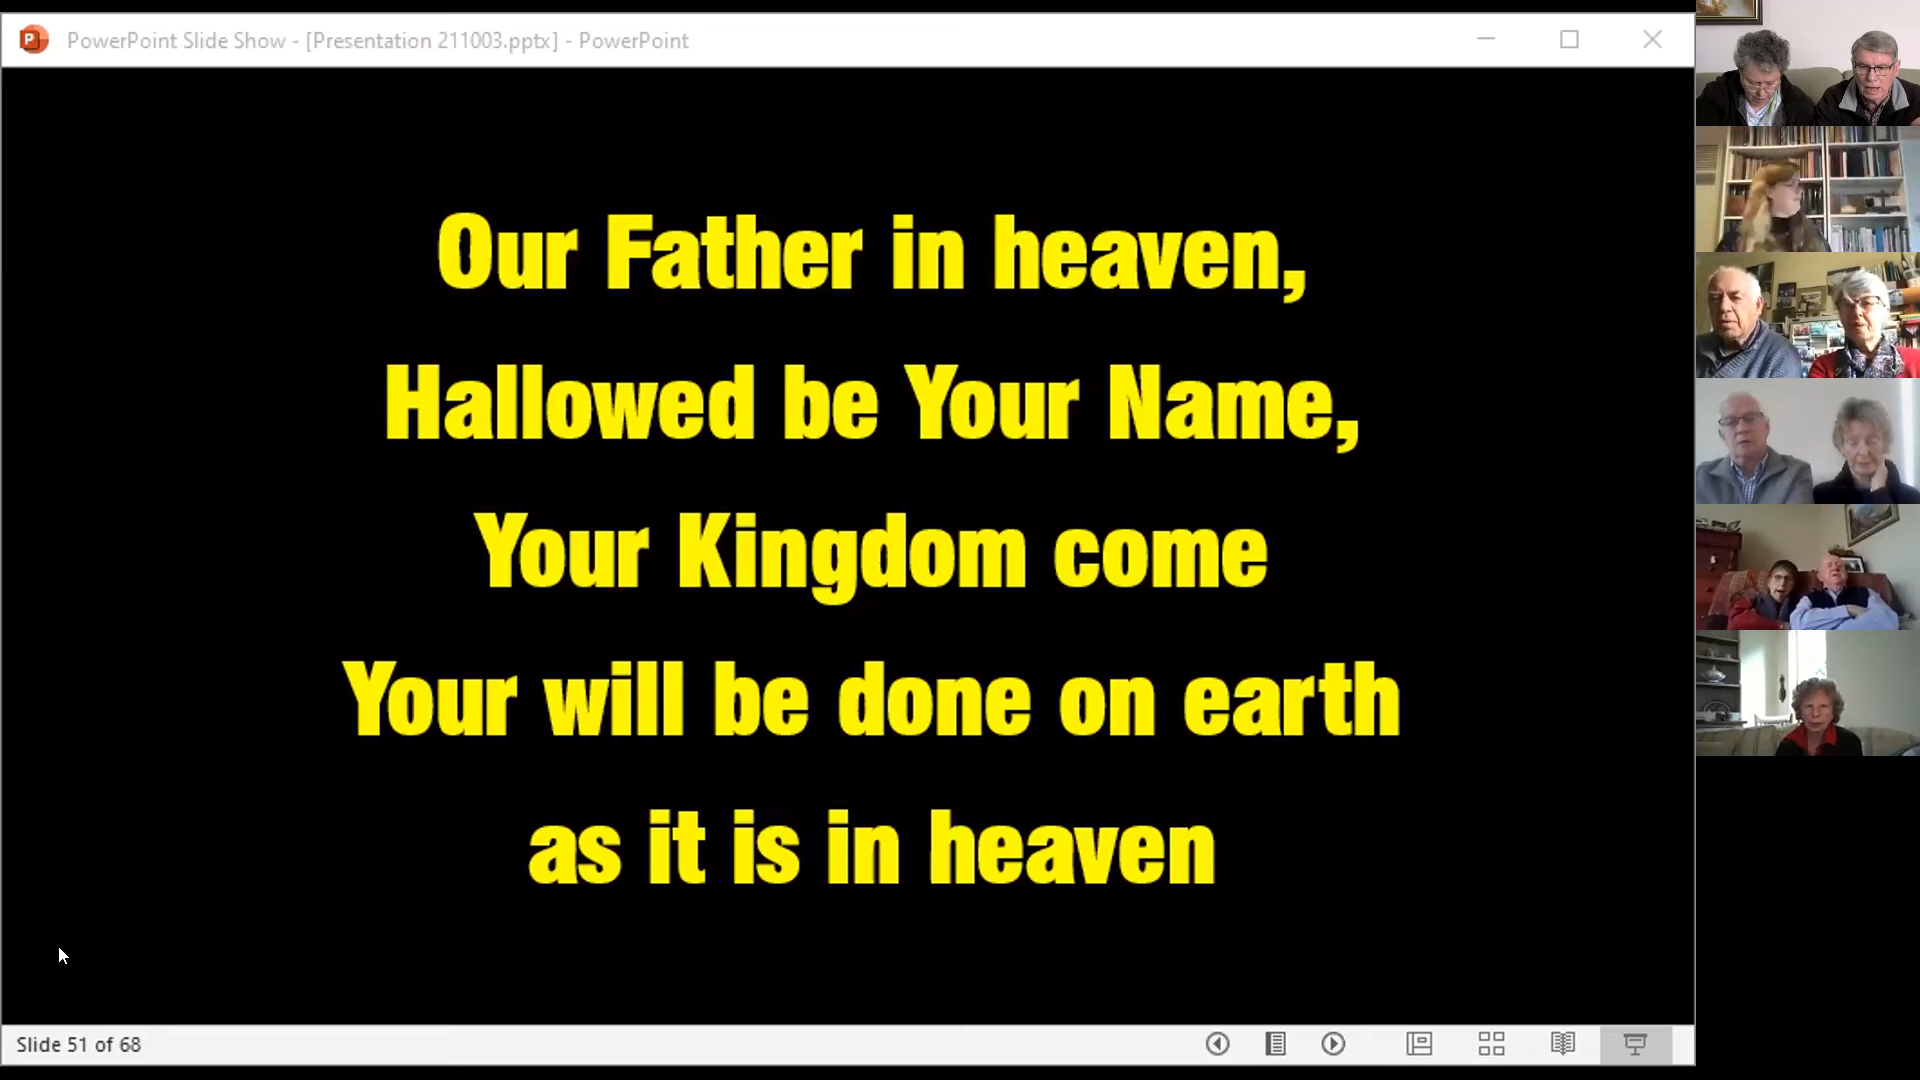 PowerPoint Slide Show - [Presentation 211003.pptx] - PowerPoint
Our Father in heaven,
Hallowed be Your Name,
Your Kingdom come
Your will be done on earth
as it is in heaven
Slide 51 of 68